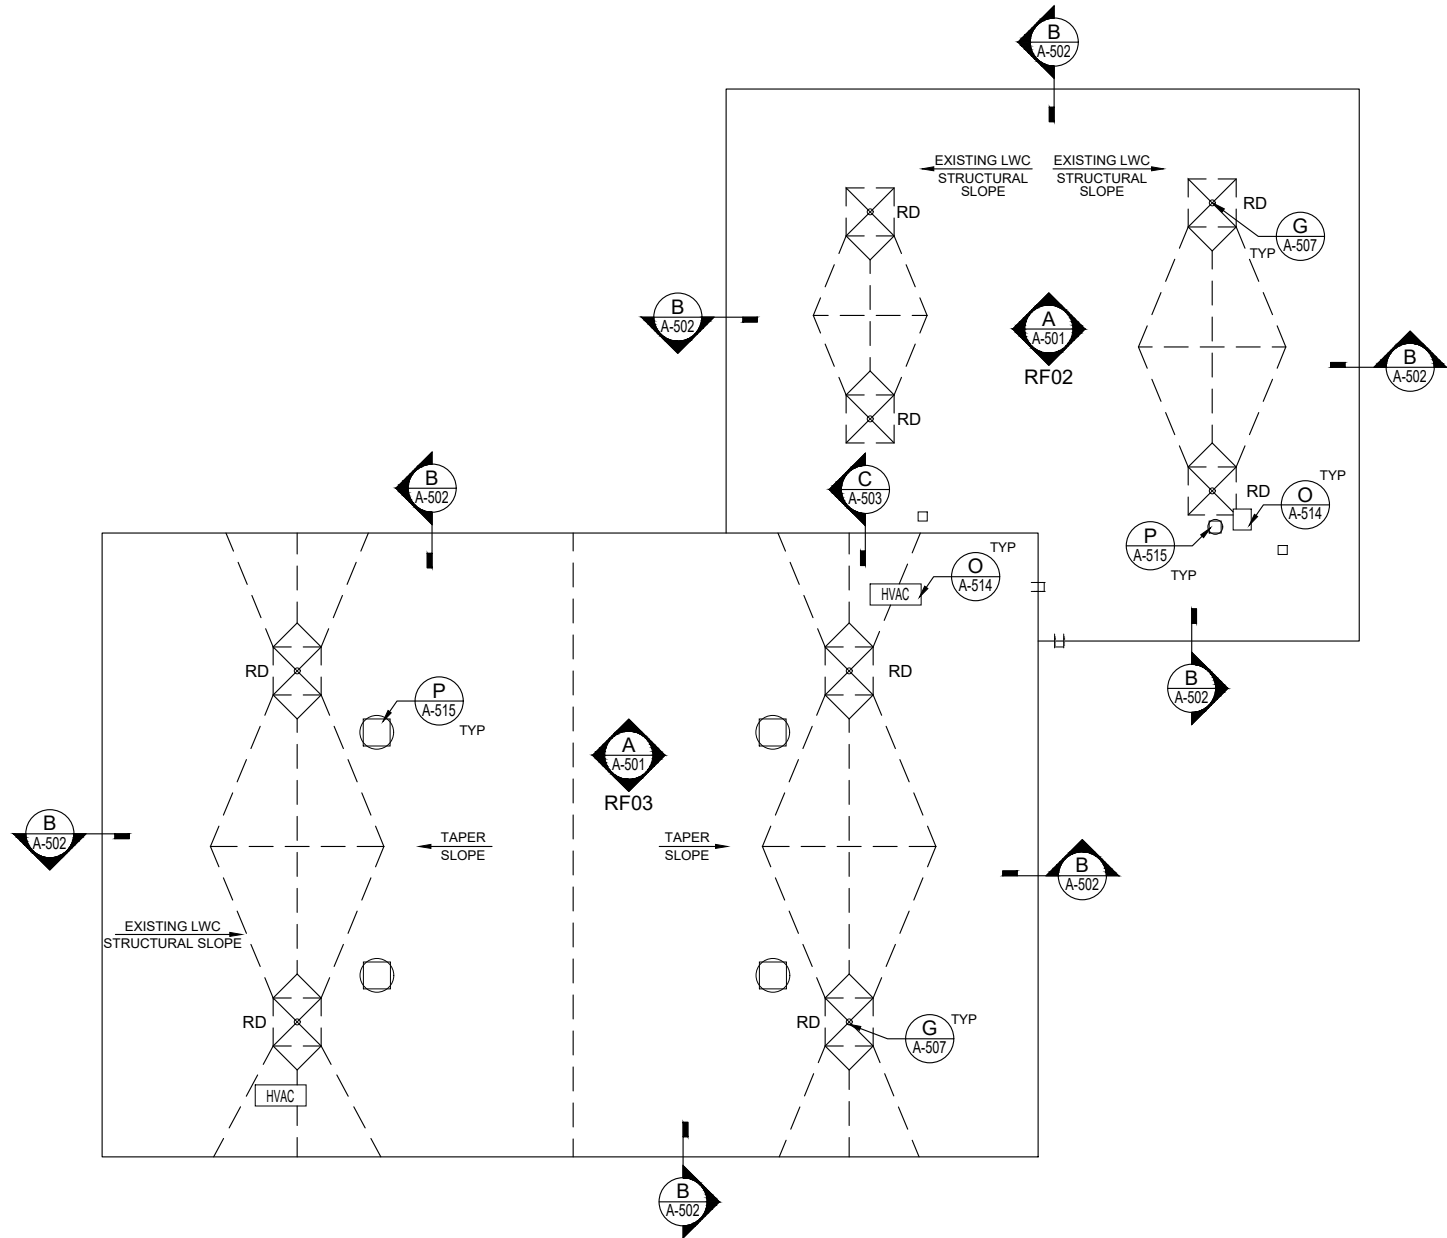 B
A-502
EXISTING LWC
STRUCTURAL
SLOPE
EXISTING LWC
STRUCTURAL
SLOPE
RD
RD
G
A-507
TYP
B
A-502
A
A-501
RF02
B
A-502
RD
B
A-502
C
A-503
RD
TYP
O
A-514
P
A-515
TYP
TYP
O
A-514
HVAC
RD
RD
P
A-515
TYP
B
A-502
A
A-501
RF03
B
A-502
TAPER
SLOPE
TAPER
SLOPE
B
A-502
EXISTING LWC
STRUCTURAL SLOPE
RD
RD
G
A-507
TYP
HVAC
B
A-502